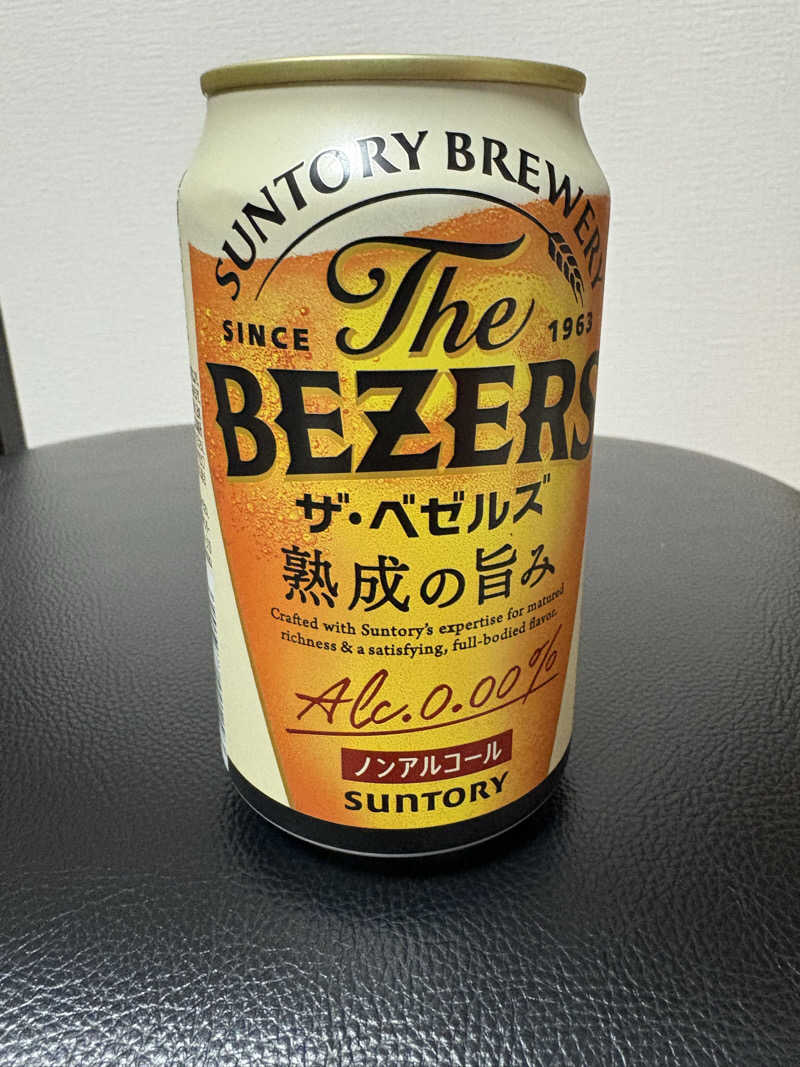 SUNTORY BREWERY
SINCE 1963
The
BEZERS
ザ・ベゼルズ
熟成の旨み
Crafted with Suntory's expertise for matured
richness & a satisfying, full-bodied flavor.
Alc.0.00%
ノンアルコール
SUNTORY